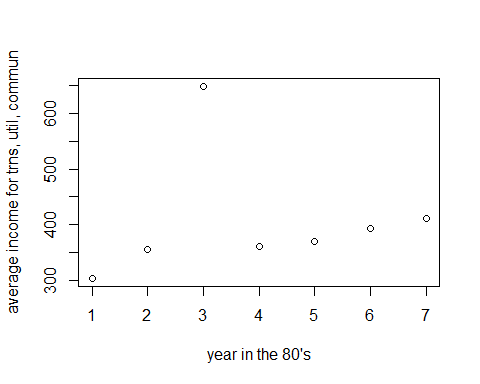 average income for trns, util, commun
600
500
400
300
1 2 3 4 5 6 7
year in the 80's